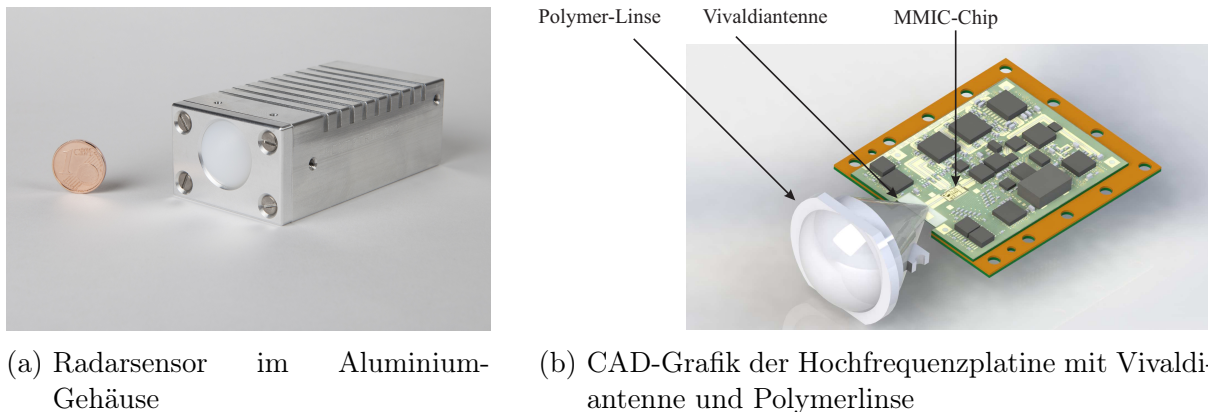 Polymer-Linse Vivaldiantenne MMIC-Chip
(a) Radarsensor im Aluminium-
Gehäuse
(b) CAD-Grafik der Hochfrequenzplatine mit Vivaldi-
antenne und Polymerlinse